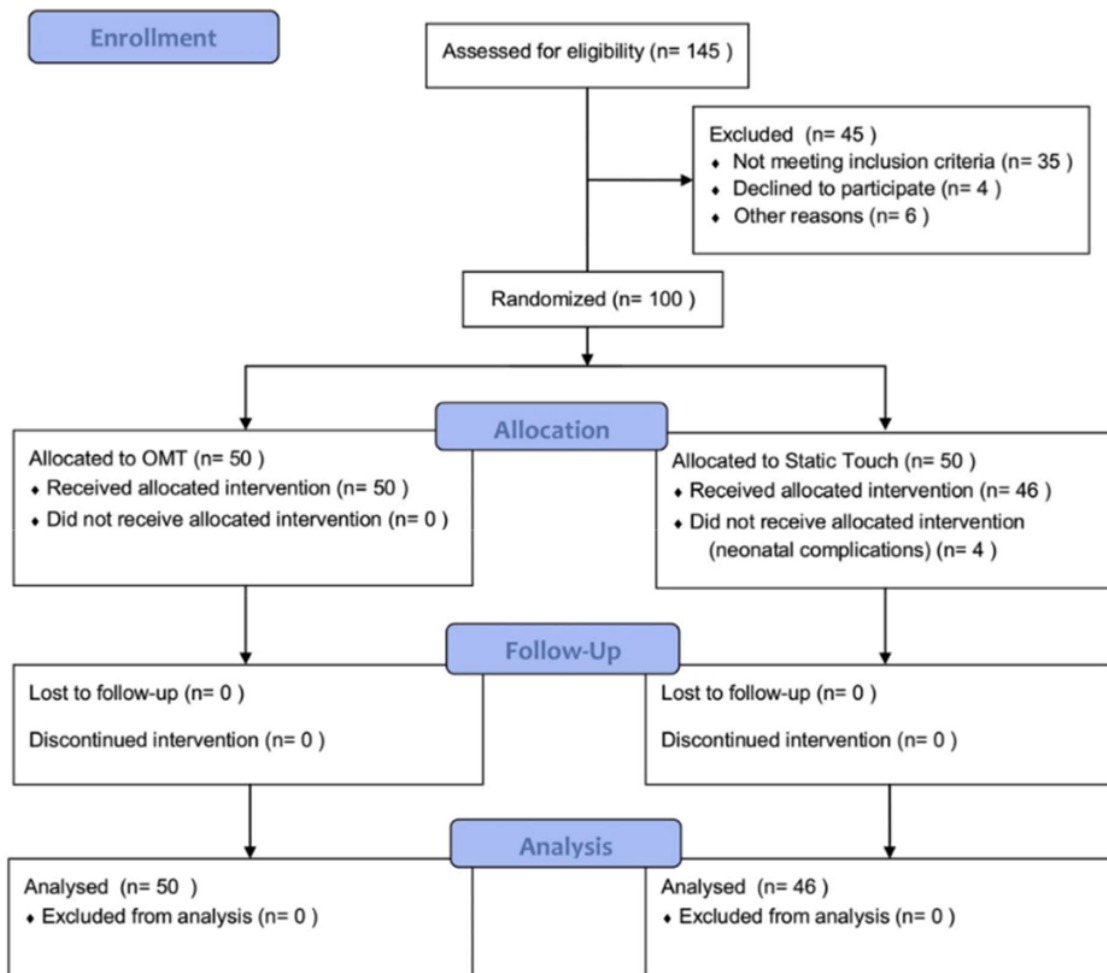 Enrollment
Assessed for eligibility (n= 145)
Excluded (n= 45 )
♦ Not meeting inclusion criteria (n= 35 )
♦ Declined to participate (n= 4 )
♦ Other reasons (n= 6 )
Randomized (n= 100 )
Allocation
Allocated to OMT (n= 50 )
♦ Received allocated intervention (n= 50 )
♦ Did not receive allocated intervention (n= 0 )
Allocated to Static Touch (n= 50 )
♦ Received allocated intervention (n= 46 )
♦ Did not receive allocated intervention
(neonatal complications) (n= 4 )
Follow-Up
Lost to follow-up (n= 0 )
Discontinued intervention (n= 0 )
Lost to follow-up (n= 0 )
Discontinued intervention (n= 0 )
Analysis
Analysed (n= 50 )
♦ Excluded from analysis (n= 0 )
Analysed (n= 46 )
♦ Excluded from analysis (n= 0 )